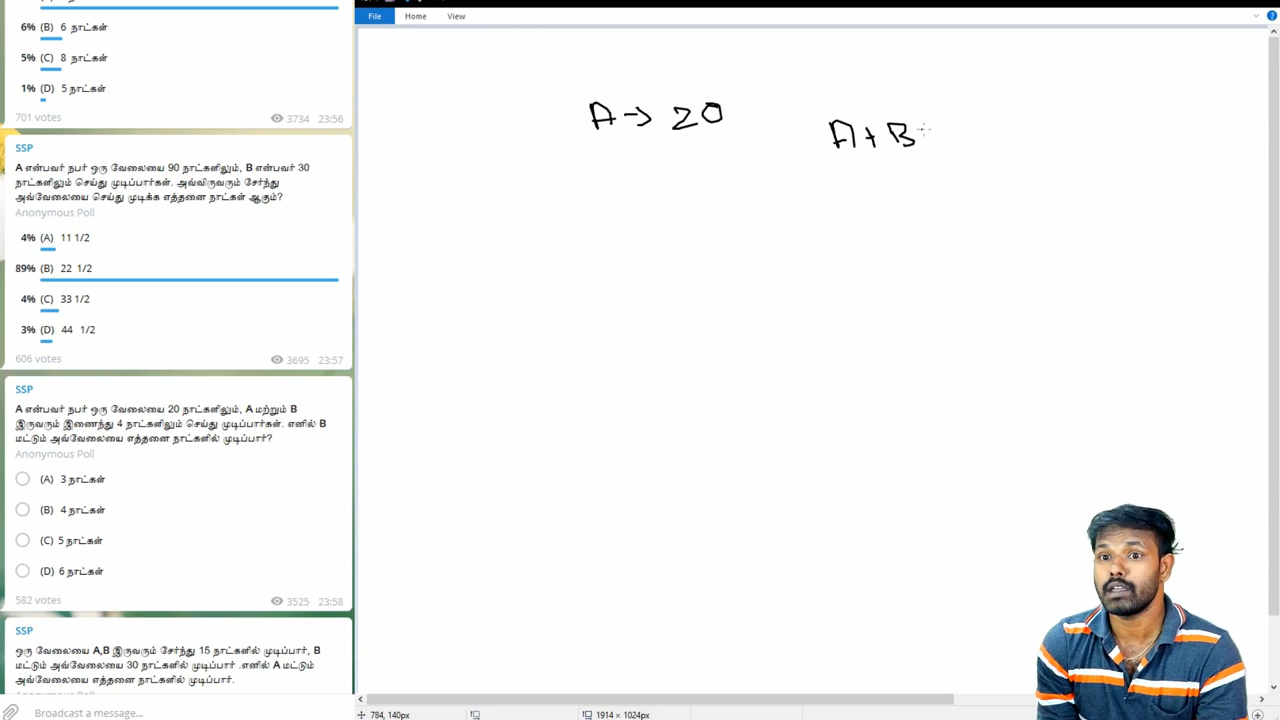 File
Home
View
6% (B) 6 நாட்கள்
5% (C) 8 நாட்கள்
1% (D) 5 நாட்கள்
701 votes
3734 23:56
SSP
A என்பவர் நபர் ஒரு வேலையை 90 நாட்களிலும், B என்பவர் 30
நாட்களிலும் செய்து முடிப்பார்கள். அவ்விருவரும் சேர்ந்து
அவ்வேலையை செய்து முடிக்க எத்தனை நாட்கள் ஆகும்?
Anonymous Poll
4% (A) 11 1/2
89% (B) 22 1/2
4% (C) 33 1/2
3% (D) 44 1/2
606 votes
3695 23:57
SSP
A என்பவர் நபர் ஒரு வேலையை 20 நாட்களிலும், A மற்றும் B
இருவரும் இணைந்து 4 நாட்களிலும் செய்து முடிப்பார்கள். எனில் B
மட்டும் அவ்வேலையை எத்தனை நாட்களில் முடிப்பார்?
Anonymous Poll
(A) 3 நாட்கள்
(B) 4 நாட்கள்
(C) 5 நாட்கள்
(D) 6 நாட்கள்
582 votes
3525 23:58
SSP
ஒரு வேலையை A,B இருவரும் சேர்ந்து 15 நாட்களில் முடிப்பார், B
மட்டும் அவ்வேலையை 30 நாட்களில் முடிப்பார் .எனில் A மட்டும்
அவ்வேலையை எத்தனை நாட்களில் முடிப்பார்.
Broadcast a message...
A → 20
A + B
784, 140px
1914 × 1024px